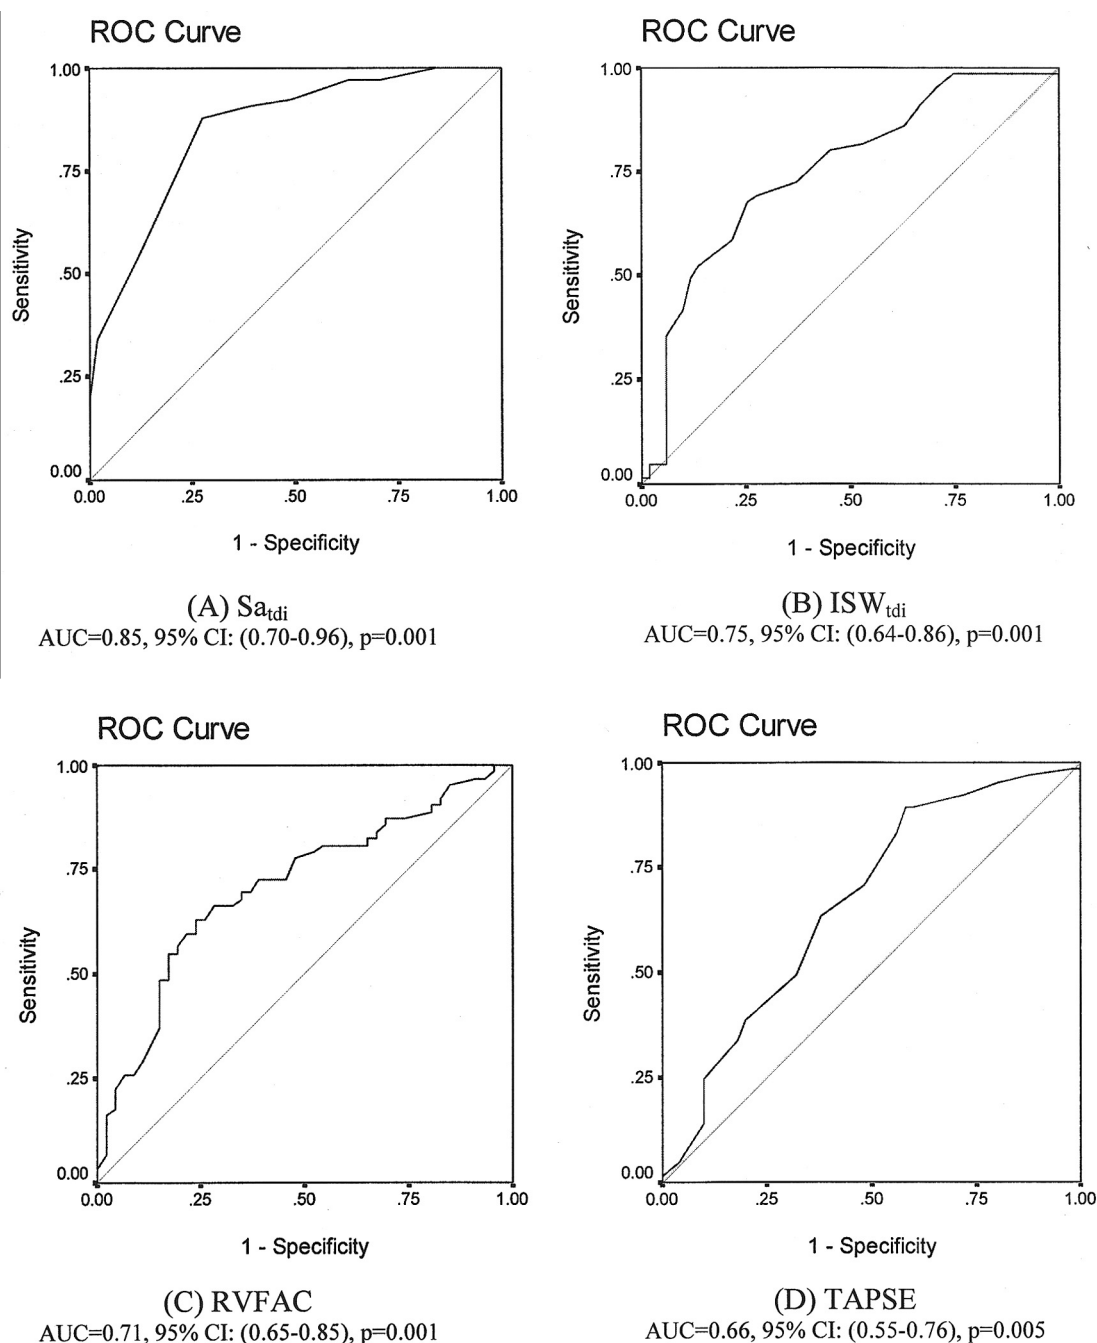 ROC Curve
1.00
.75
.50
.25
0.00
Sensitivity
0.00 .25 .50 .75 1.00
1 - Specificity
(A) Satdi
AUC=0.85, 95% CI: (0.70-0.96), p=0.001
ROC Curve
1.00
.75
.50
.25
0.00
Sensitivity
0.00 .25 .50 .75 1.00
1 - Specificity
(B) ISWtdi
AUC=0.75, 95% CI: (0.64-0.86), p=0.001
ROC Curve
1.00
.75
.50
.25
0.00
Sensitivity
0.00 .25 .50 .75 1.00
1 - Specificity
(C) RVFAC
AUC=0.71, 95% CI: (0.65-0.85), p=0.001
ROC Curve
1.00
.75
.50
.25
0.00
Sensitivity
0.00 .25 .50 .75 1.00
1 - Specificity
(D) TAPSE
AUC=0.66, 95% CI: (0.55-0.76), p=0.005